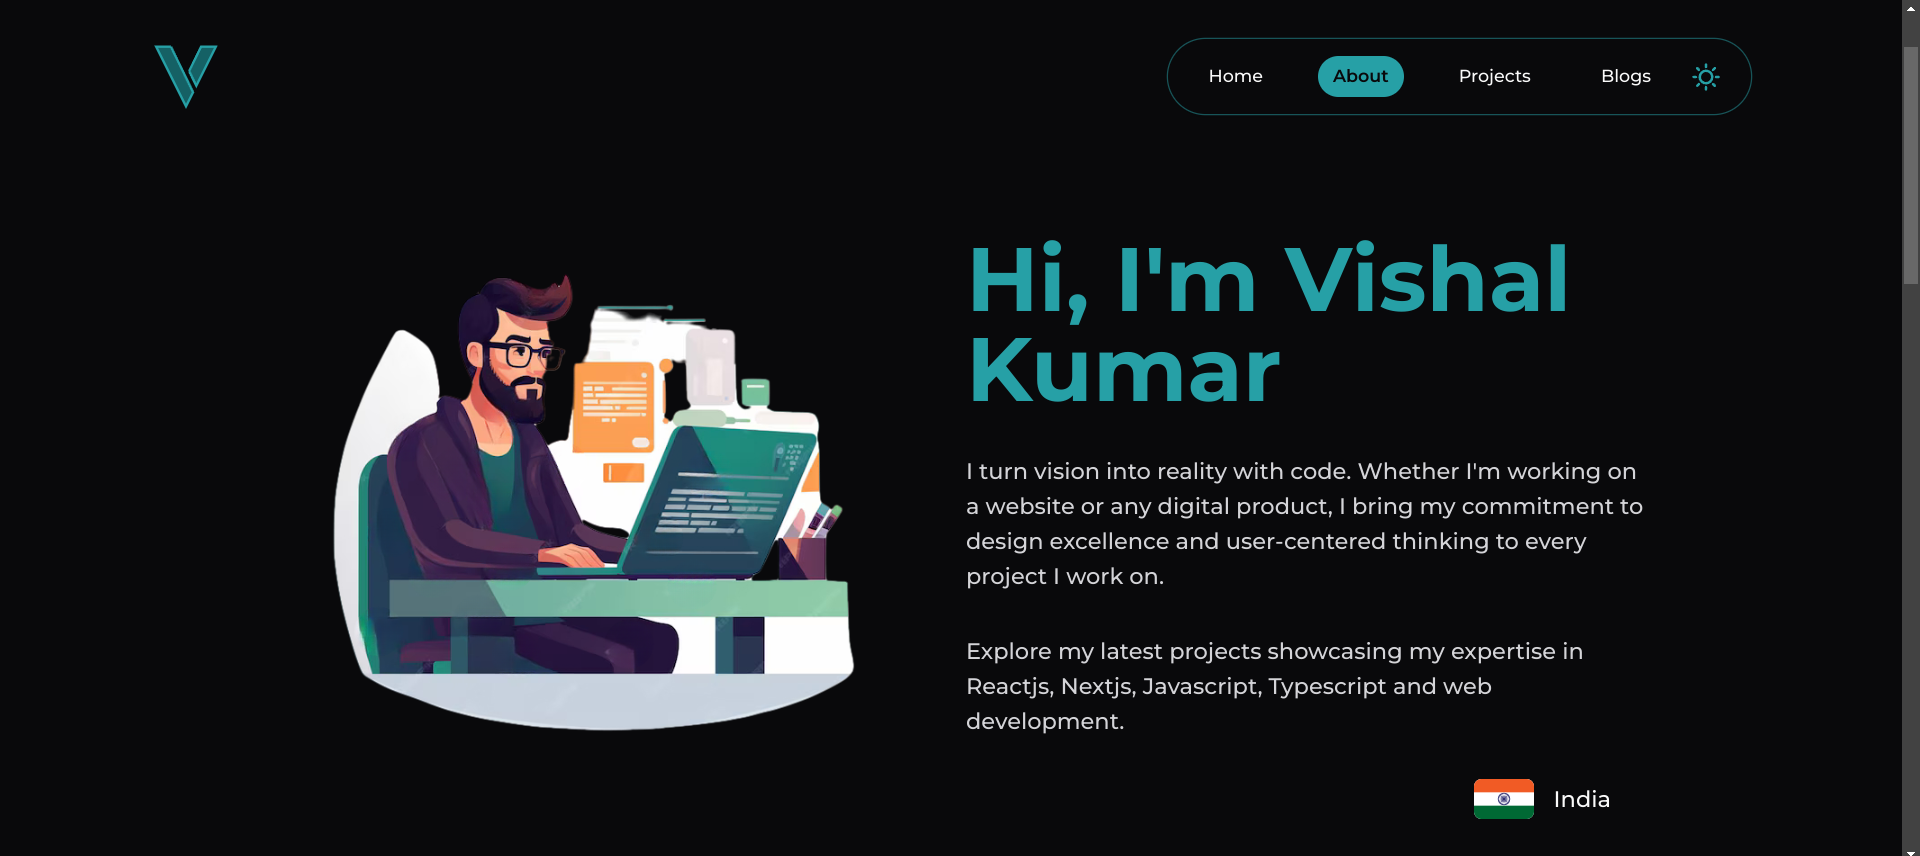 V
Home About Projects Blogs
Hi, I'm Vishal
Kumar
I turn vision into reality with code. Whether I'm working on
a website or any digital product, I bring my commitment to
design excellence and user-centered thinking to every
project I work on.
Explore my latest projects showcasing my expertise in
Reactjs, Nextjs, Javascript, Typescript and web
development.
India